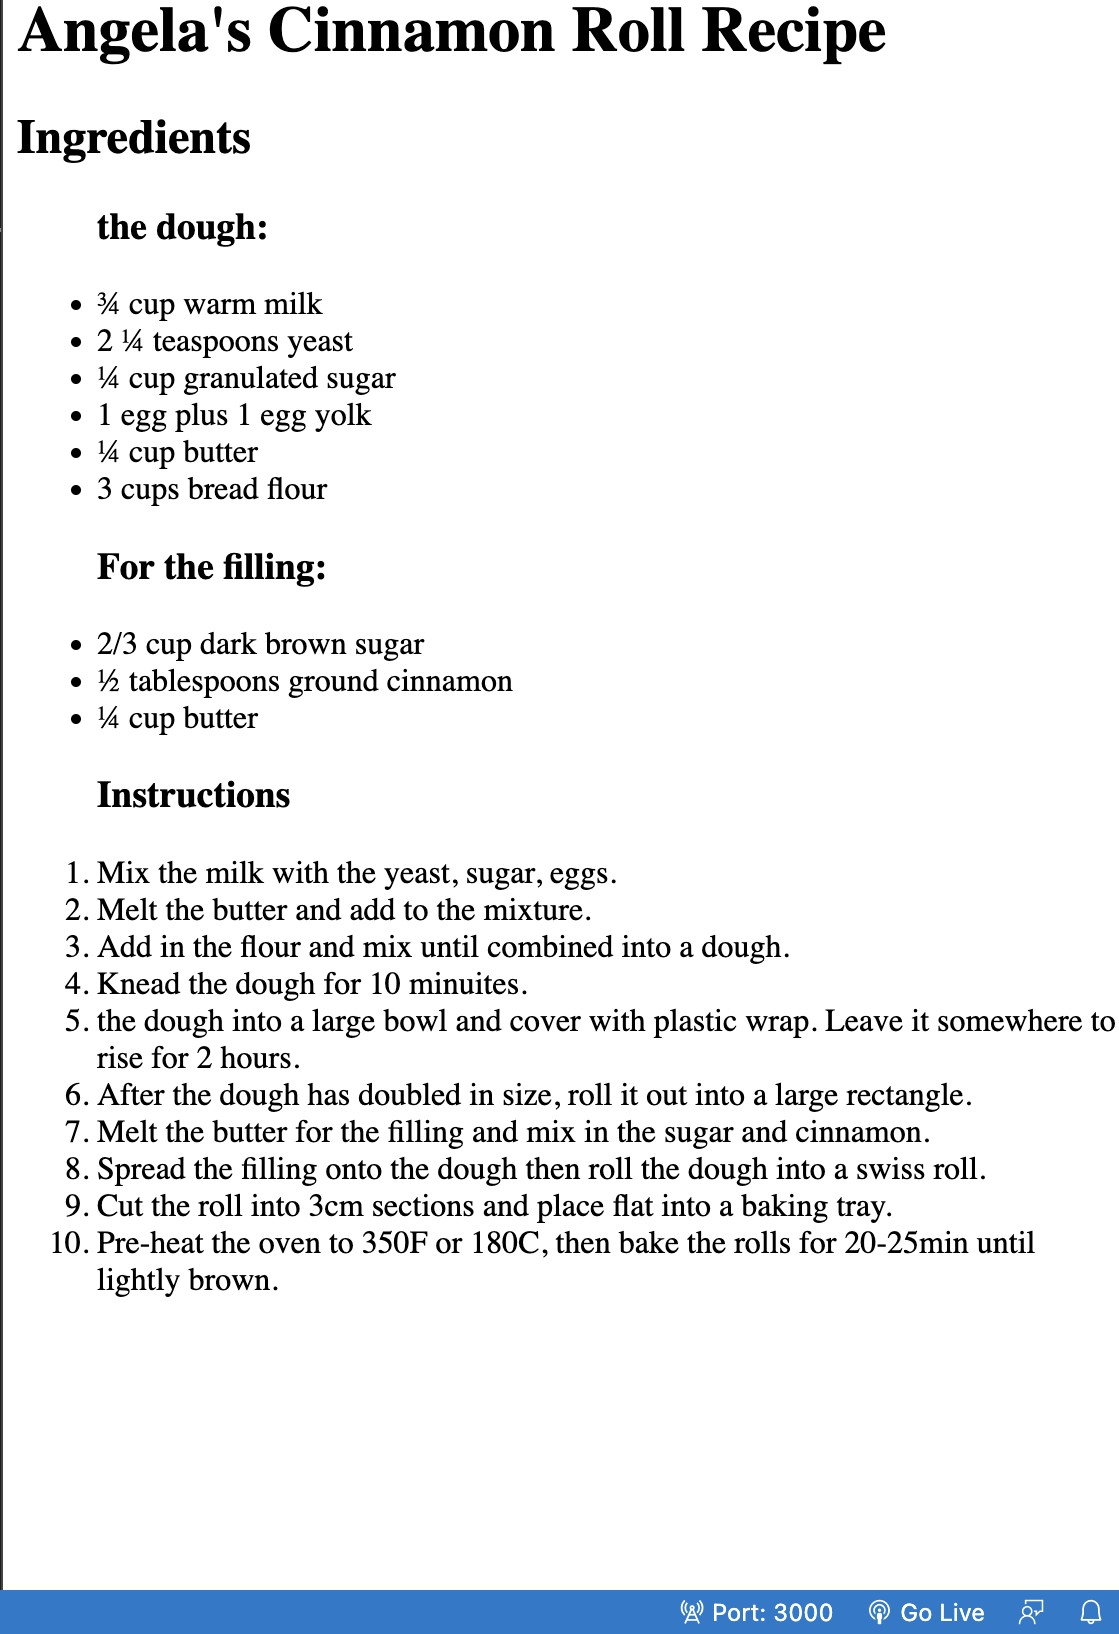 Angela's Cinnamon Roll Recipe
Ingredients
the dough:
• ¾ cup warm milk
• 2 ¼ teaspoons yeast
• ¼ cup granulated sugar
• 1 egg plus 1 egg yolk
• ¼ cup butter
• 3 cups bread flour
For the filling:
• 2/3 cup dark brown sugar
• ½ tablespoons ground cinnamon
• ¼ cup butter
Instructions
1. Mix the milk with the yeast, sugar, eggs.
2. Melt the butter and add to the mixture.
3. Add in the flour and mix until combined into a dough.
4. Knead the dough for 10 minuites.
5. the dough into a large bowl and cover with plastic wrap. Leave it somewhere to
rise for 2 hours.
6. After the dough has doubled in size, roll it out into a large rectangle.
7. Melt the butter for the filling and mix in the sugar and cinnamon.
8. Spread the filling onto the dough then roll the dough into a swiss roll.
9. Cut the roll into 3cm sections and place flat into a baking tray.
10. Pre-heat the oven to 350F or 180C, then bake the rolls for 20-25min until
lightly brown.
Port: 3000 Go Live